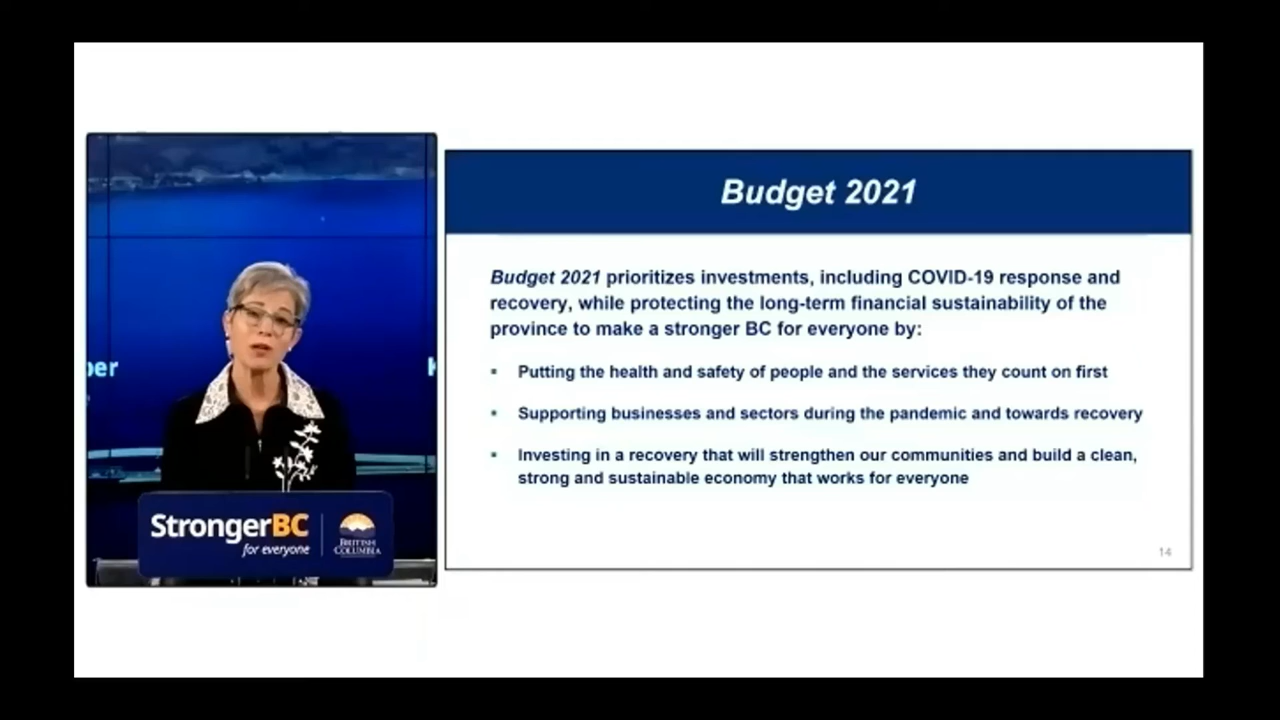 Budget 2021
Budget 2021 prioritizes investments, including COVID-19 response and
recovery, while protecting the long-term financial sustainability of the
province to make a stronger BC for everyone by:
▪ Putting the health and safety of people and the services they count on first
▪ Supporting businesses and sectors during the pandemic and towards recovery
▪ Investing in a recovery that will strengthen our communities and build a clean,
strong and sustainable economy that works for everyone
14
ber
K
StrongerBC
for everyone
BRITISH
COLUMBIA